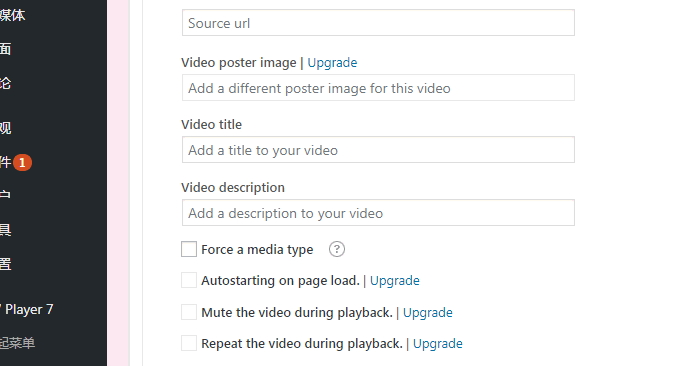 媒体
面
论
观
件 1
户
具
置
Player 7
起菜单
Source url
Video poster image | Upgrade
Add a different poster image for this video
Video title
Add a title to your video
Video description
Add a description to your video
Force a media type ?
Autostarting on page load. | Upgrade
Mute the video during playback. | Upgrade
Repeat the video during playback. | Upgrade